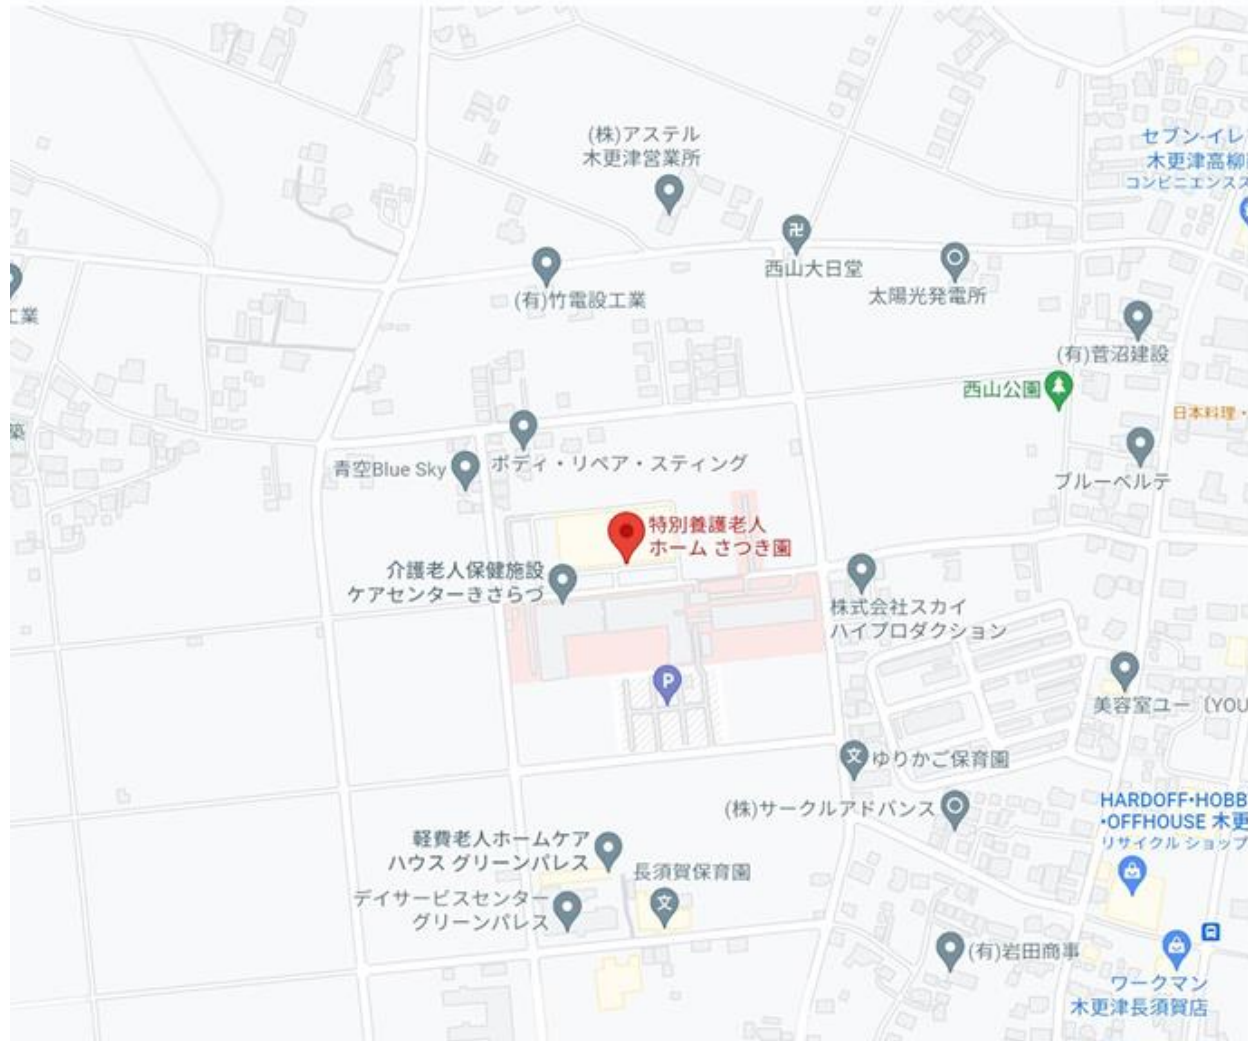 (株)アステル
木更津営業所
セブン-イレ
木更津高柳
コンビニエンスス
西山大日堂
太陽光発電所
(有)竹電設工業
工業
(有)菅沼建設
西山公園
日本料理・
築
青空Blue Sky
ボディ・リペア・スティング
ブルーベルテ
特別養護老人
ホーム さつき園
介護老人保健施設
ケアセンターきさらづ
株式会社スカイ
ハイプロダクション
P
美容室ユー〔YOU
文
ゆりかご保育園
(株)サークルアドバンス
HARDOFF・HOBB
・OFFHOUSE 木更
リサイクル ショップ
軽費老人ホームケア
ハウス グリーンパレス
長須賀保育園
文
デイサービスセンター
グリーンパレス
(有)岩田商事
ワークマン
木更津長須賀店